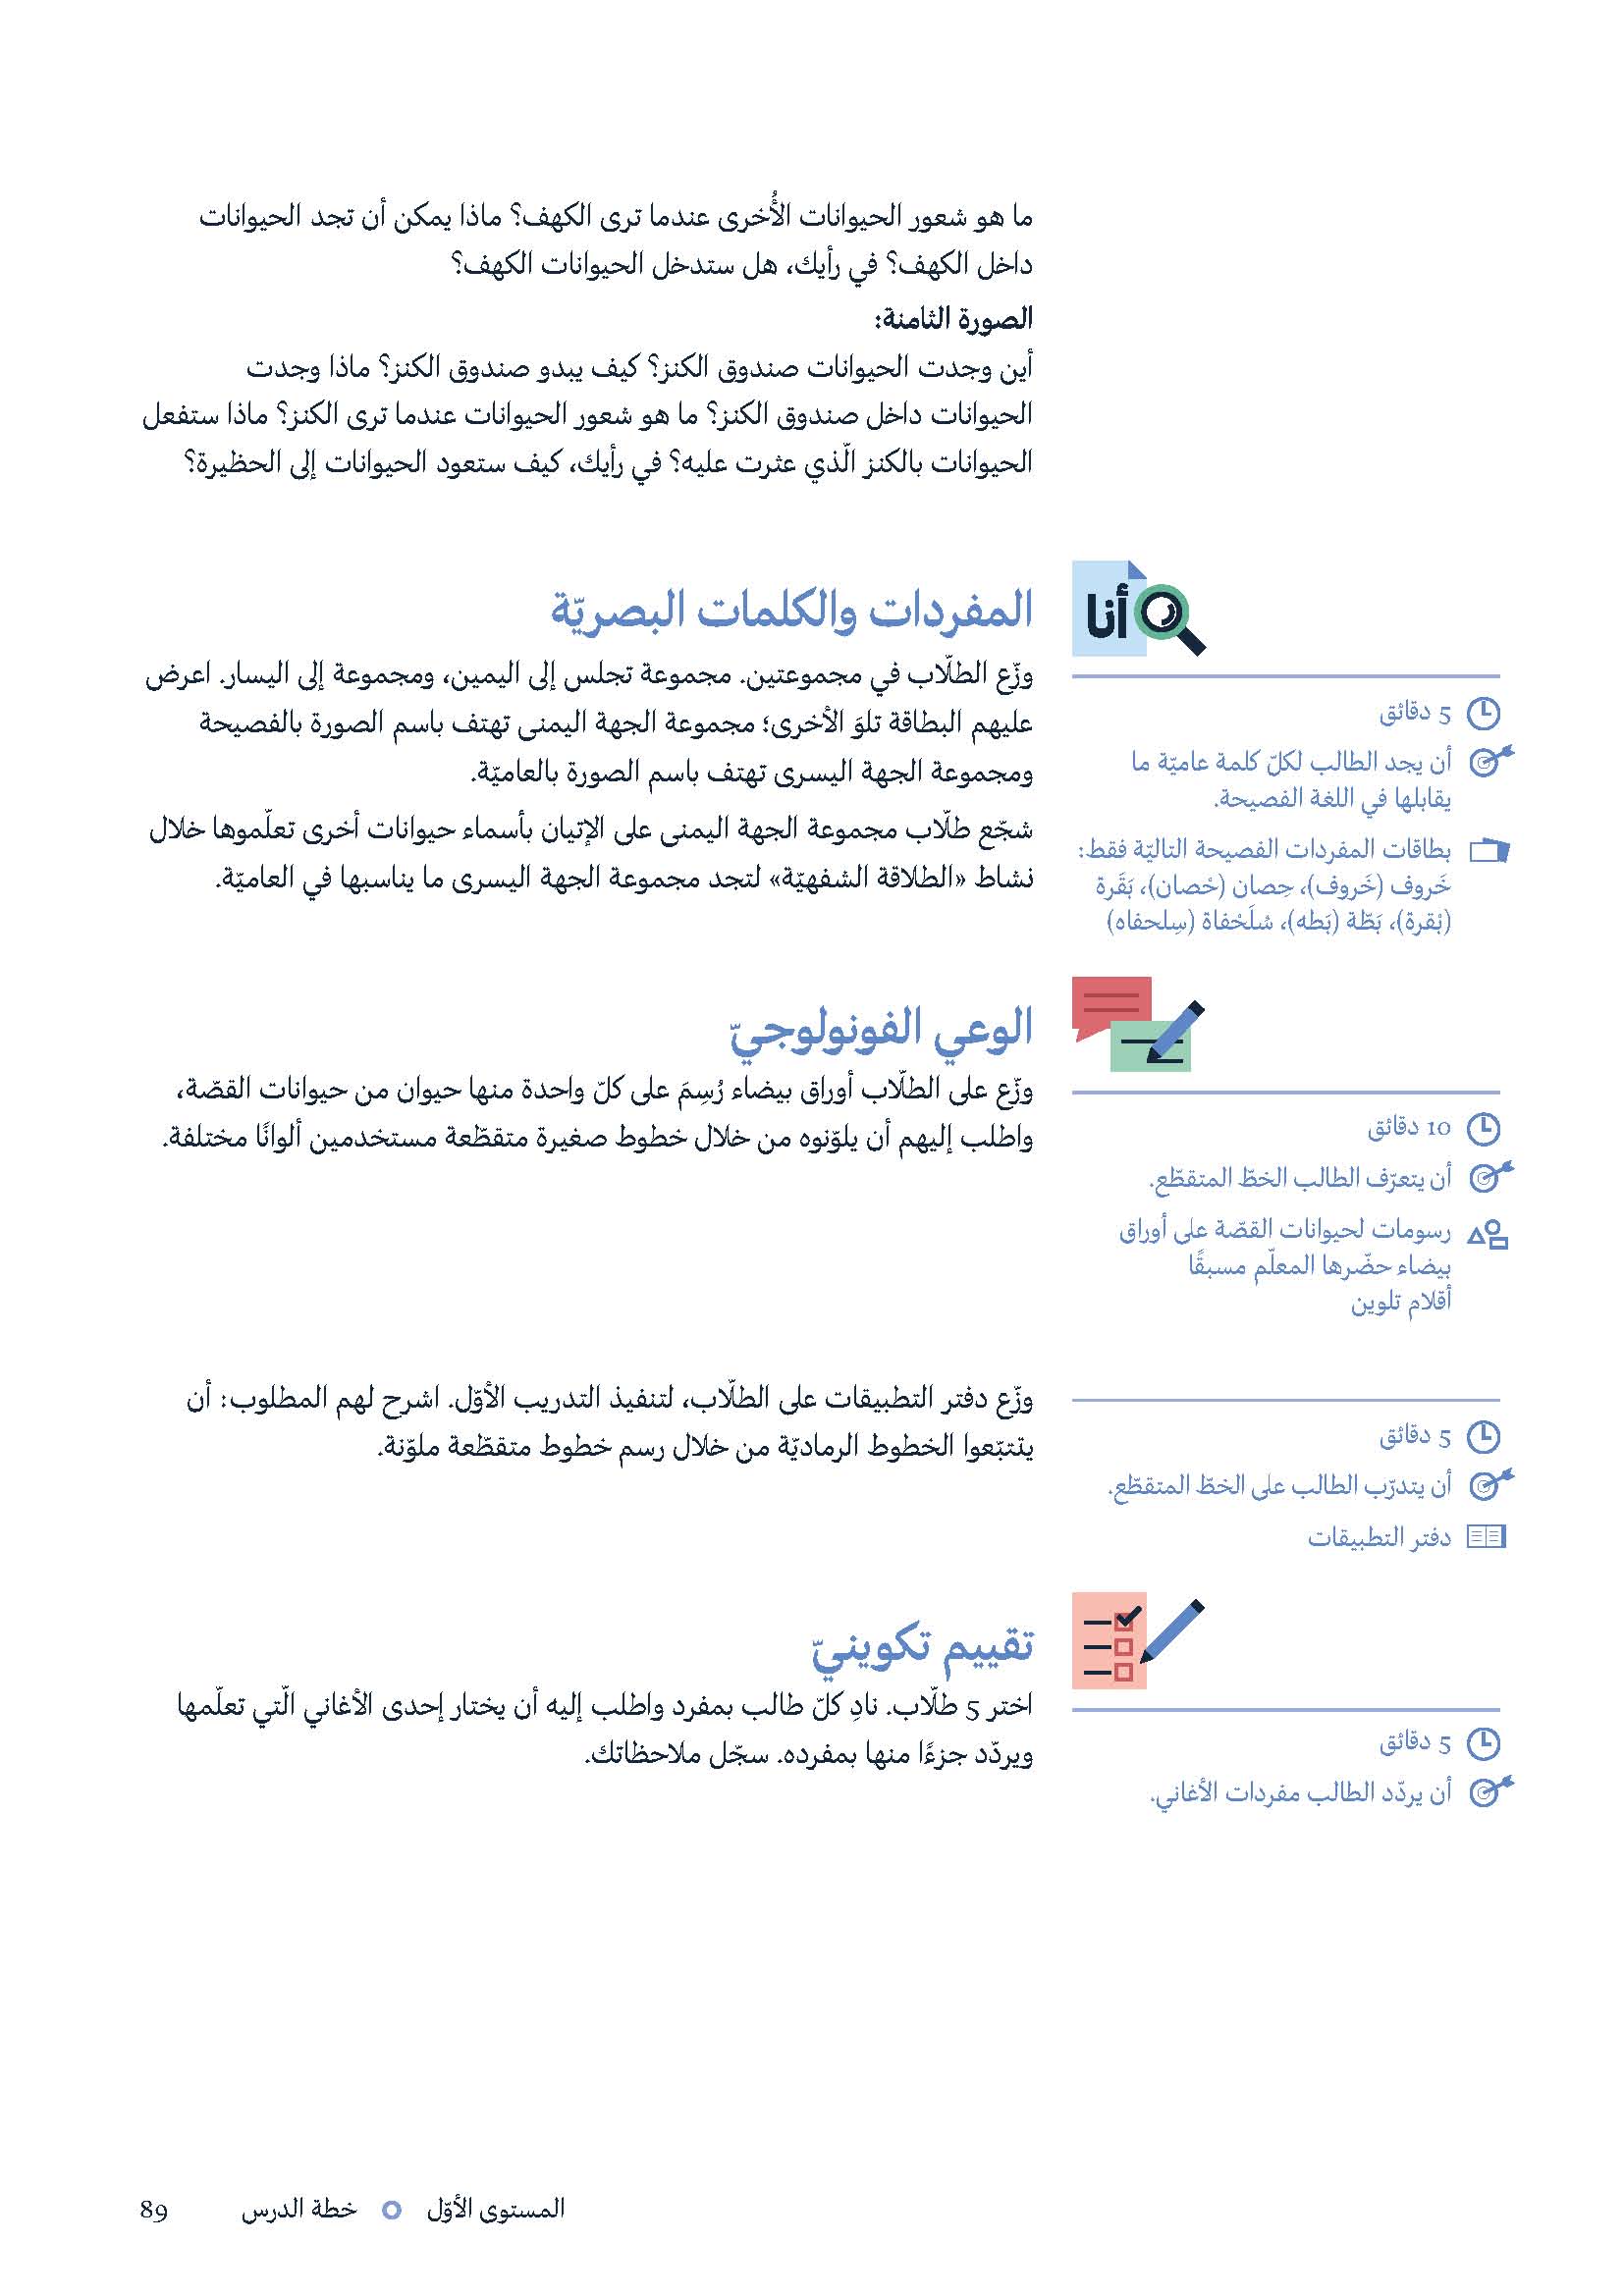 ما هو شعور الحيوانات الأُخرى عندما ترى الكهف؟ ماذا يمكن أن تجد الحيوانات
داخل الكهف؟ في رأيك، هل ستدخل الحيوانات الكهف؟
الصورة الثامنة:
أين وجدت الحيوانات صندوق الكنز؟ كيف يبدو صندوق الكنز؟ ماذا وجدت
الحيوانات داخل صندوق الكنز؟ ما هو شعور الحيوانات عندما ترى الكنز؟ ماذا ستفعل
الحيوانات بالكنز الّذي عثرت عليه؟ في رأيك، كيف ستعود الحيوانات إلى الحظيرة؟
أنا
المفردات والكلمات البصريّة
5 دقائق
أن يجد الطالب لكلّ كلمة عاميّة ما
يقابلها في اللغة الفصيحة.
بطاقات المفردات الفصيحة التاليّة فقط:
خَروف (خَروف)، حِصان (حْصان)، بَقَرة
(بْقرة)، بَطّة (بَطه)، سُلَحْفاة (سِلحفاه)
وزّع الطلّاب في مجموعتين. مجموعة تجلس إلى اليمين، ومجموعة إلى اليسار. اعرض
عليهم البطاقة تلوَ الأخرى؛ مجموعة الجهة اليمنى تهتف باسم الصورة بالفصيحة
ومجموعة الجهة اليسرى تهتف باسم الصورة بالعاميّة.
شجّع طلّاب مجموعة الجهة اليمنى على الإتيان بأسماء حيوانات أخرى تعلّموها خلال
نشاط «الطلاقة الشفهيّة» لتجد مجموعة الجهة اليسرى ما يناسبها في العاميّة.
الوعي الفونولوجيّ
10 دقائق
أن يتعرّف الطالب الخطّ المتقطّع.
رسومات لحيوانات القصّة على أوراق
بيضاء حضّرها المعلّم مسبقًا
أقلام تلوين
وزّع على الطلّاب أوراق بيضاء رُسِمَ على كلّ واحدة منها حيوان من حيوانات القصّة،
واطلب إليهم أن يلوّنوه من خلال خطوط صغيرة متقطّعة مستخدمين ألوانًا مختلفة.
5 دقائق
أن يتدرّب الطالب على الخطّ المتقطّع.
دفتر التطبيقات
وزّع دفتر التطبيقات على الطلّاب، لتنفيذ التدريب الأوّل. اشرح لهم المطلوب: أن
يتتبّعوا الخطوط الرماديّة من خلال رسم خطوط متقطّعة ملوّنة.
تقييم تكوينيّ
5 دقائق
أن يردّد الطالب مفردات الأغاني.
اختر 5 طلّاب. نادِ كلّ طالب بمفرد واطلب إليه أن يختار إحدى الأغاني الّتي تعلّمها
ويردّد جزءًا منها بمفرده. سجّل ملاحظاتك.
المستوى الأوّل خطة الدرس 89